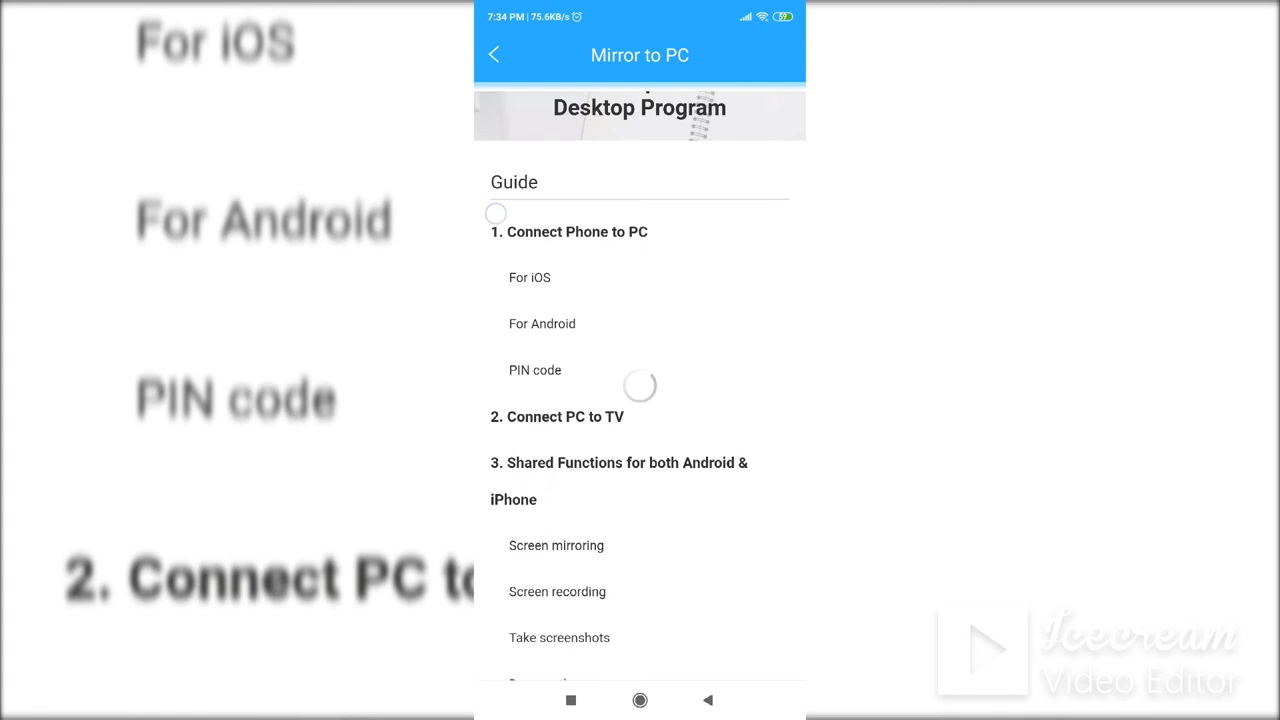 7:34 PM | 75.6KB/s
59
Mirror to PC
Desktop Program
Guide
1. Connect Phone to PC
For iOS
For Android
PIN code
2. Connect PC to TV
3. Shared Functions for both Android &
iPhone
Screen mirroring
Screen recording
Take screenshots
For iOS
For Android
PIN code
2. Connect PC to
Icecream
Video Editor